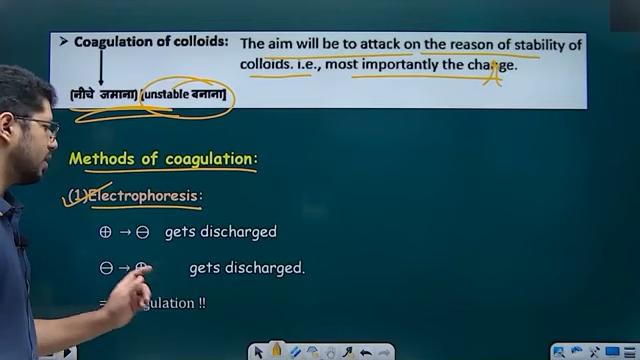 ➤ Coagulation of colloids: The aim will be to attack on the reason of stability of
colloids. i.e., most importantly the change.
(नीचे जमाना) [unstable बनाना]
Methods of coagulation:
(1) Electrophoresis:
⊕ → ⊖ gets discharged
⊖ → ⊕ gets discharged.
= gulation !!